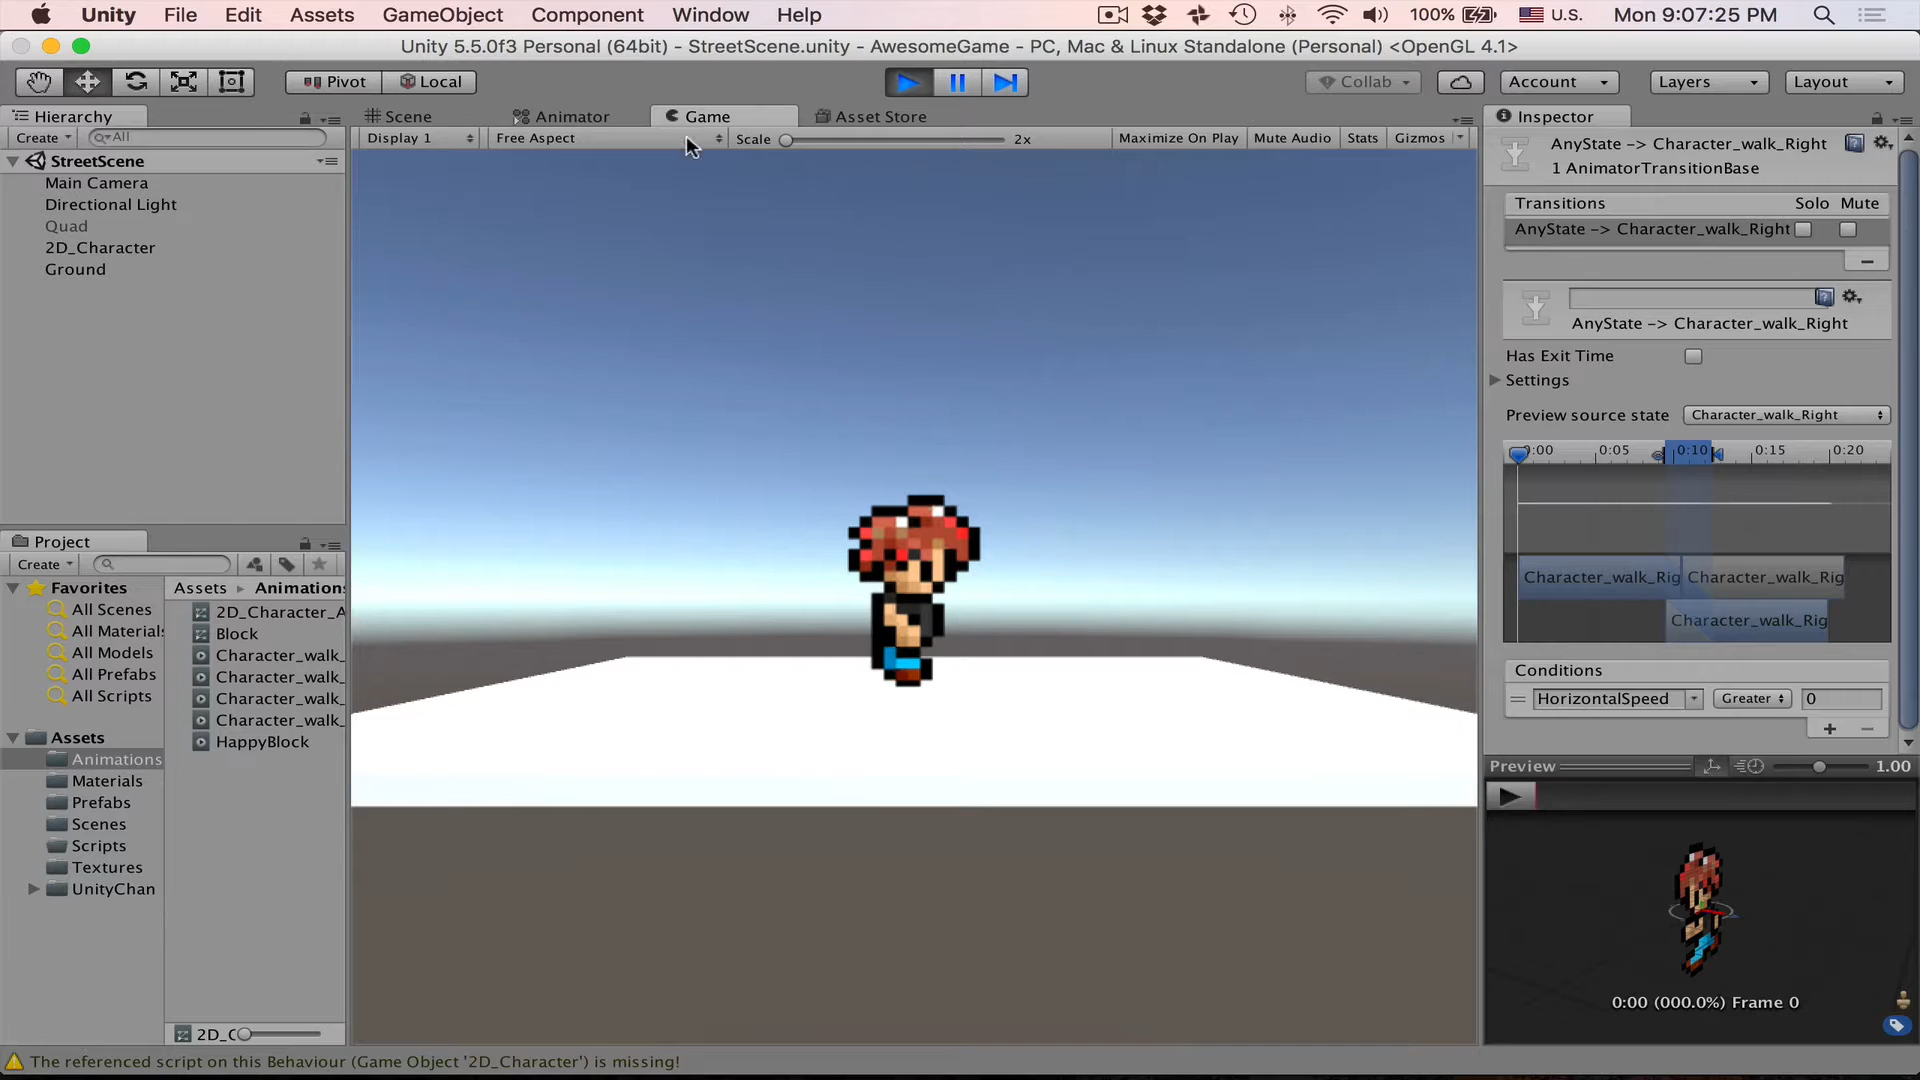 Unity File Edit Assets GameObject Component Window Help 100% U.S. Mon 9:07:25 PM
Unity 5.5.0f3 Personal (64bit) - StreetScene.unity - AwesomeGame - PC, Mac & Linux Standalone (Personal) <OpenGL 4.1>
Pivot Local Collab Account Layers Layout
Hierarchy Scene Animator Game Asset Store Inspector
Create All Display 1 Free Aspect Scale 2x Maximize On Play Mute Audio Stats Gizmos
StreetScene
Main Camera
Directional Light
Quad
2D_Character
Ground
AnyState -> Character_walk_Right
1 AnimatorTransitionBase
Transitions Solo Mute
AnyState -> Character_walk_Right
AnyState -> Character_walk_Right
Has Exit Time
Settings
Preview source state Character_walk_Right
0:00 0:05 0:10 0:15 0:20
Character_walk_Rig Character_walk_Rig
Character_walk_Rig
Conditions
HorizontalSpeed Greater 0
Preview 1.00
0:00 (000.0%) Frame 0
Project
Create
Favorites
All Scenes
All Materials
All Models
All Prefabs
All Scripts
Assets
Animations
Materials
Prefabs
Scenes
Scripts
Textures
UnityChan
Assets Animations
2D_Character_A
Block
Character_walk_
Character_walk_
Character_walk_
Character_walk_
HappyBlock
2D_C
The referenced script on this Behaviour (Game Object '2D_Character') is missing!